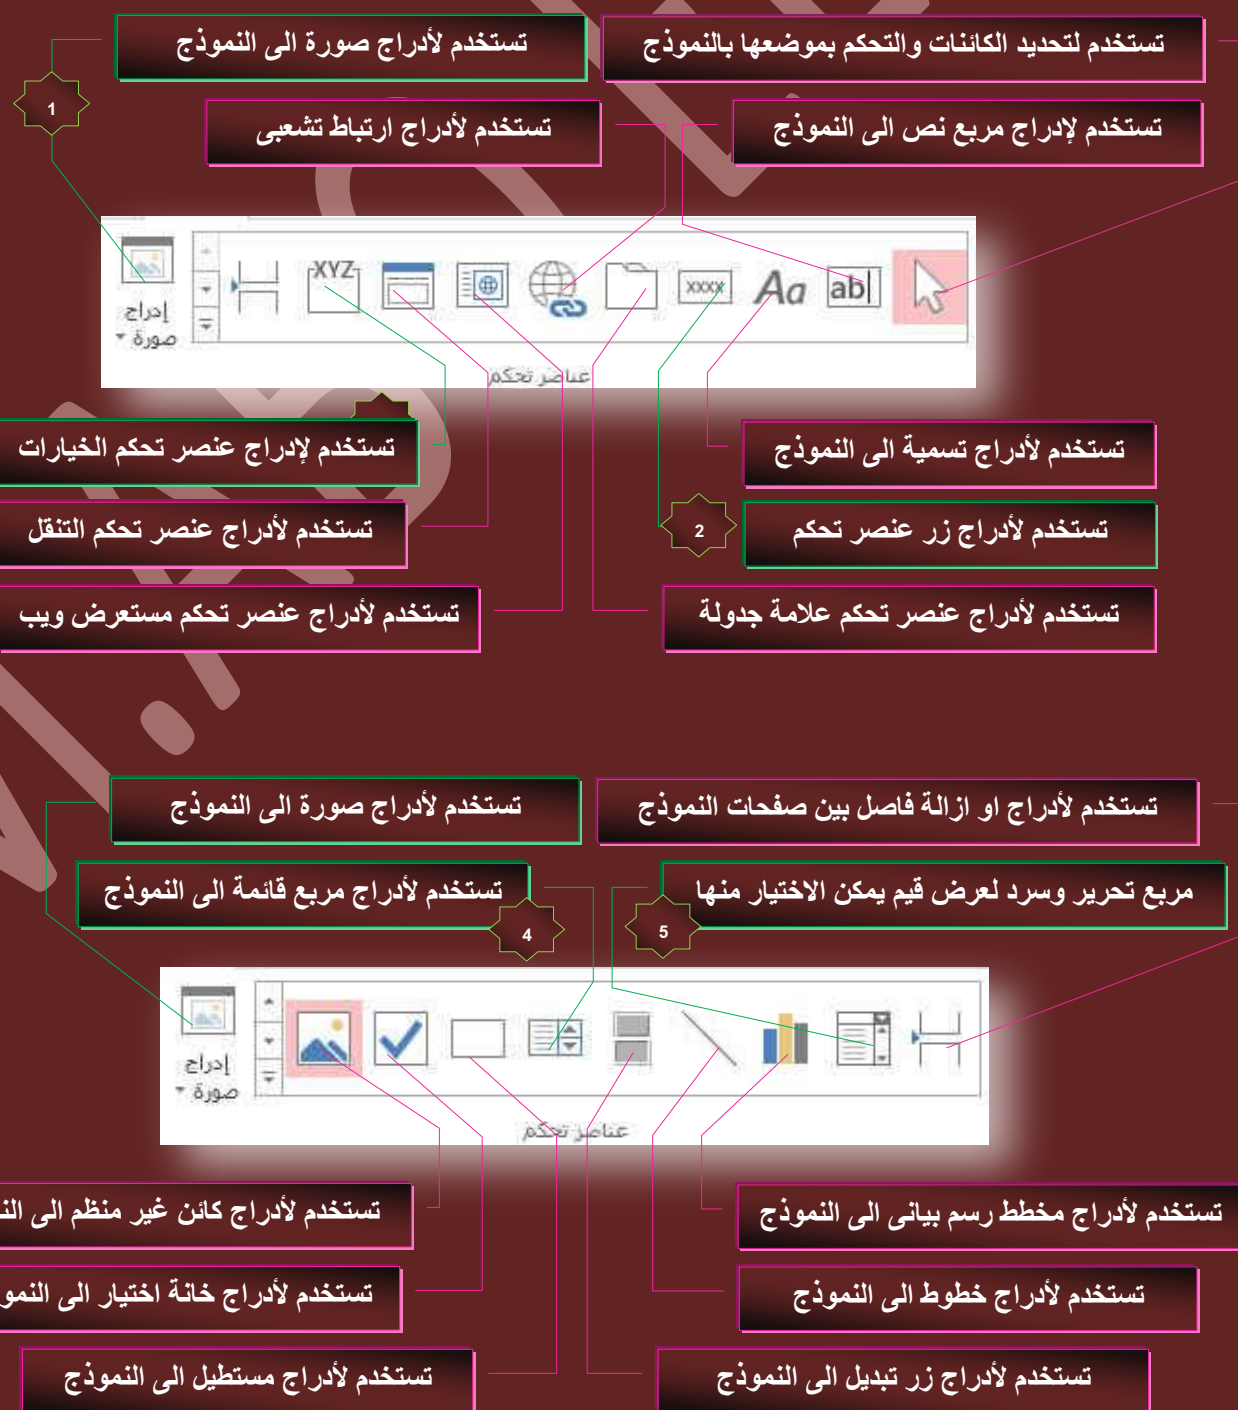 تستخدم لتحديد الكائنات والتحكم بموضعها بالنموذج
تستخدم لأدراج صورة الى النموذج
1
تستخدم لإدراج مربع نص الى النموذج
تستخدم لأدراج ارتباط تشعبى
XYZ
XXXX
Aa
ab
إدراج
صورة
عناصر تحكم
تستخدم لأدراج تسمية الى النموذج
تستخدم لإدراج عنصر تحكم الخيارات
تستخدم لأدراج زر عنصر تحكم
2
تستخدم لأدراج عنصر تحكم التنقل
تستخدم لأدراج عنصر تحكم علامة جدولة
تستخدم لأدراج عنصر تحكم مستعرض ويب
تستخدم لأدراج او ازالة فاصل بين صفحات النموذج
تستخدم لأدراج صورة الى النموذج
مربع تحرير وسرد لعرض قيم يمكن الاختيار منها
5
تستخدم لأدراج مربع قائمة الى النموذج
4
إدراج
صورة
عناصر تحكم
تستخدم لأدراج مخطط رسم بيانى الى النموذج
تستخدم لأدراج كائن غير منظم الى
تستخدم لأدراج خطوط الى النموذج
تستخدم لأدراج خانة اختيار الى
تستخدم لأدراج زر تبديل الى النموذج
تستخدم لأدراج مستطيل الى النموذج